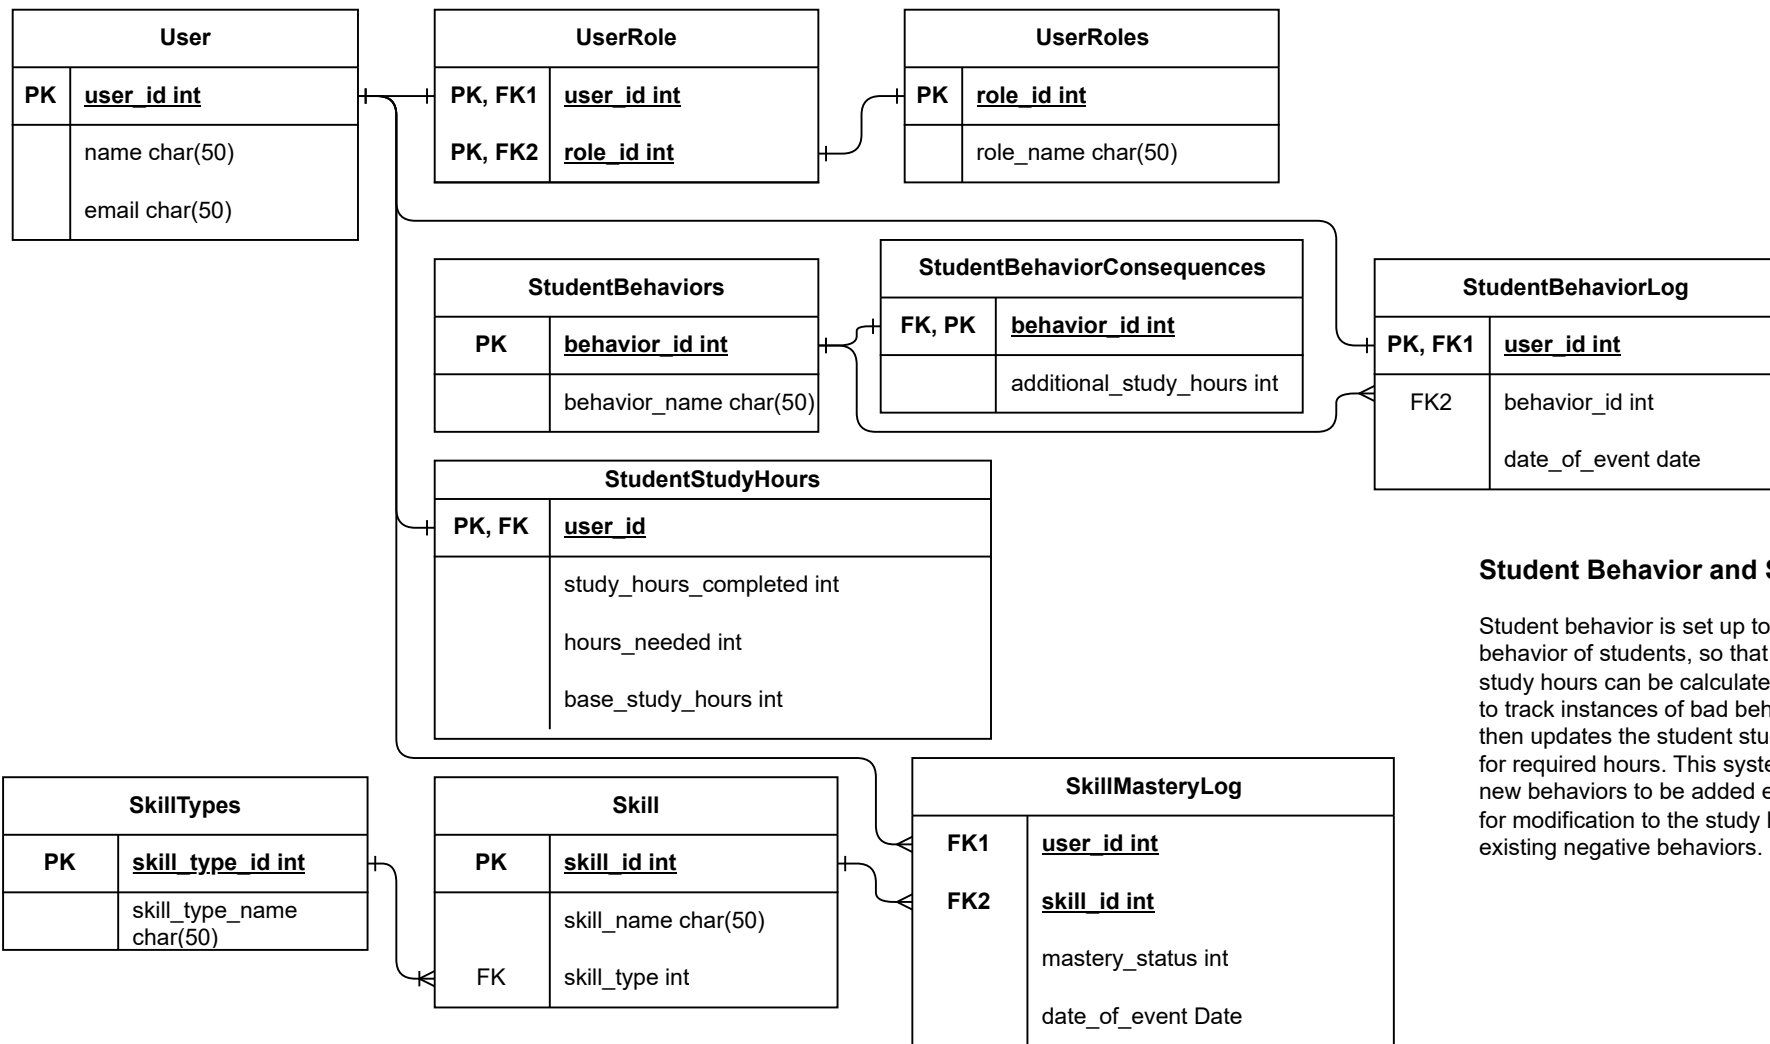 User
PK user_id int
name char(50)
email char(50)
UserRole
PK, FK1 user_id int
PK, FK2 role_id int
UserRoles
PK role_id int
role_name char(50)
StudentBehaviors
PK behavior_id int
behavior_name char(50)
StudentBehaviorConsequences
FK, PK behavior_id int
additional_study_hours int
StudentBehaviorLog
PK, FK1 user_id int
FK2 behavior_id int
date_of_event date
StudentStudyHours
PK, FK user_id
study_hours_completed int
hours_needed int
base_study_hours int
Student Behavior and
Student behavior is set up to
behavior of students, so that
study hours can be calculate
to track instances of bad beh
then updates the student stu
for required hours. This syste
new behaviors to be added e
for modification to the study
existing negative behaviors.
SkillTypes
PK skill_type_id int
skill_type_name
char(50)
Skill
PK skill_id int
skill_name char(50)
FK skill_type int
SkillMasteryLog
FK1 user_id int
FK2 skill_id int
mastery_status int
date_of_event Date